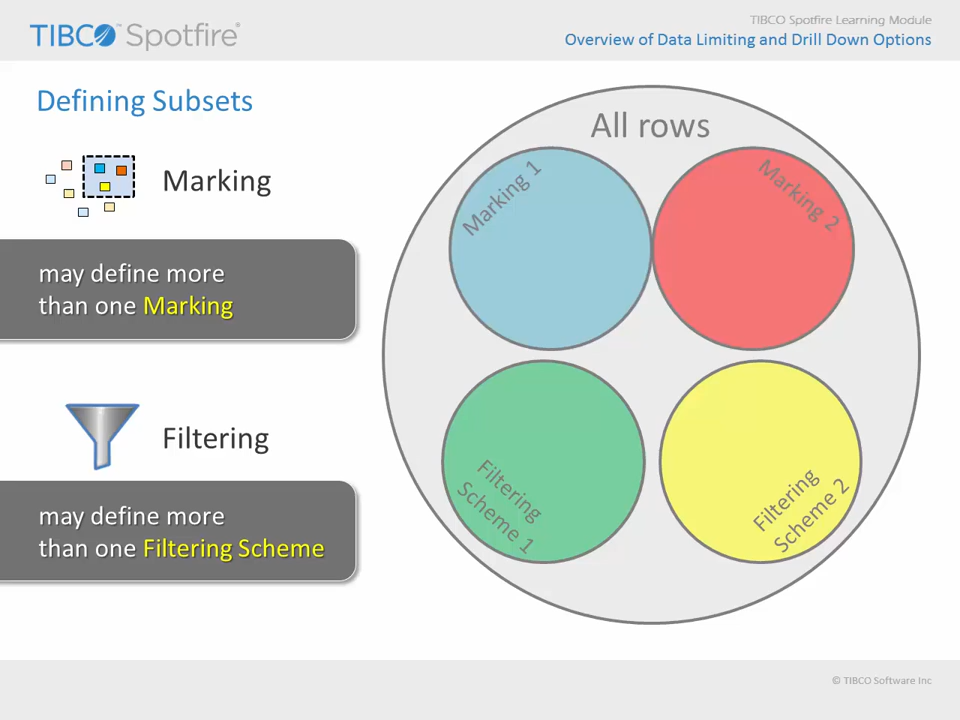 TIBCO™ Spotfire®
TIBCO Spotfire Learning Module
Overview of Data Limiting and Drill Down Options
Defining Subsets
Marking
may define more
than one Marking
Filtering
may define more
than one Filtering Scheme
All rows
Marking 1
Marking 2
Filtering
Scheme 1
Filtering
Scheme 2
© TIBCO Software Inc